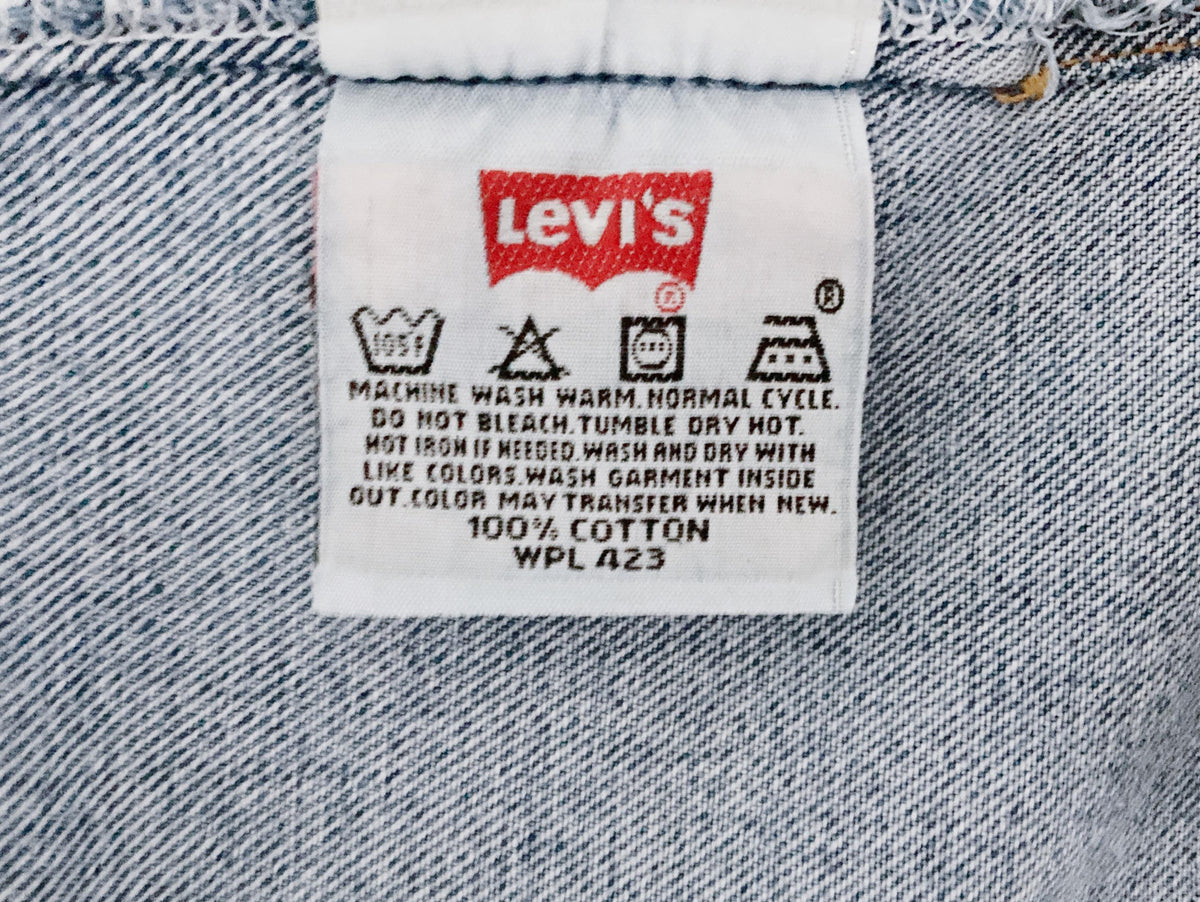 Levi's
®
®
105F
MACHINE WASH WARM. NORMAL CYCLE.
DO NOT BLEACH. TUMBLE DRY HOT.
HOT IRON IF NEEDED. WASH AND DRY WITH
LIKE COLORS. WASH GARMENT INSIDE
OUT. COLOR MAY TRANSFER WHEN NEW.
100% COTTON
WPL 423